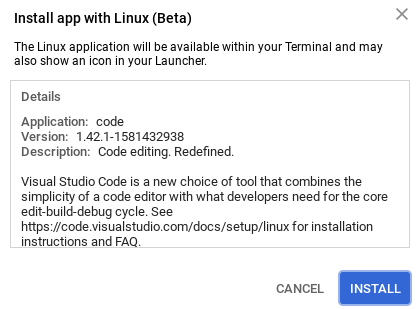 Install app with Linux (Beta)
The Linux application will be available within your Terminal and may
also show an icon in your Launcher.
Details
Application: code
Version: 1.42.1-1581432938
Description: Code editing. Redefined.
Visual Studio Code is a new choice of tool that combines the
simplicity of a code editor with what developers need for the core
edit-build-debug cycle. See
https://code.visualstudio.com/docs/setup/linux for installation
instructions and FAQ.
CANCEL INSTALL